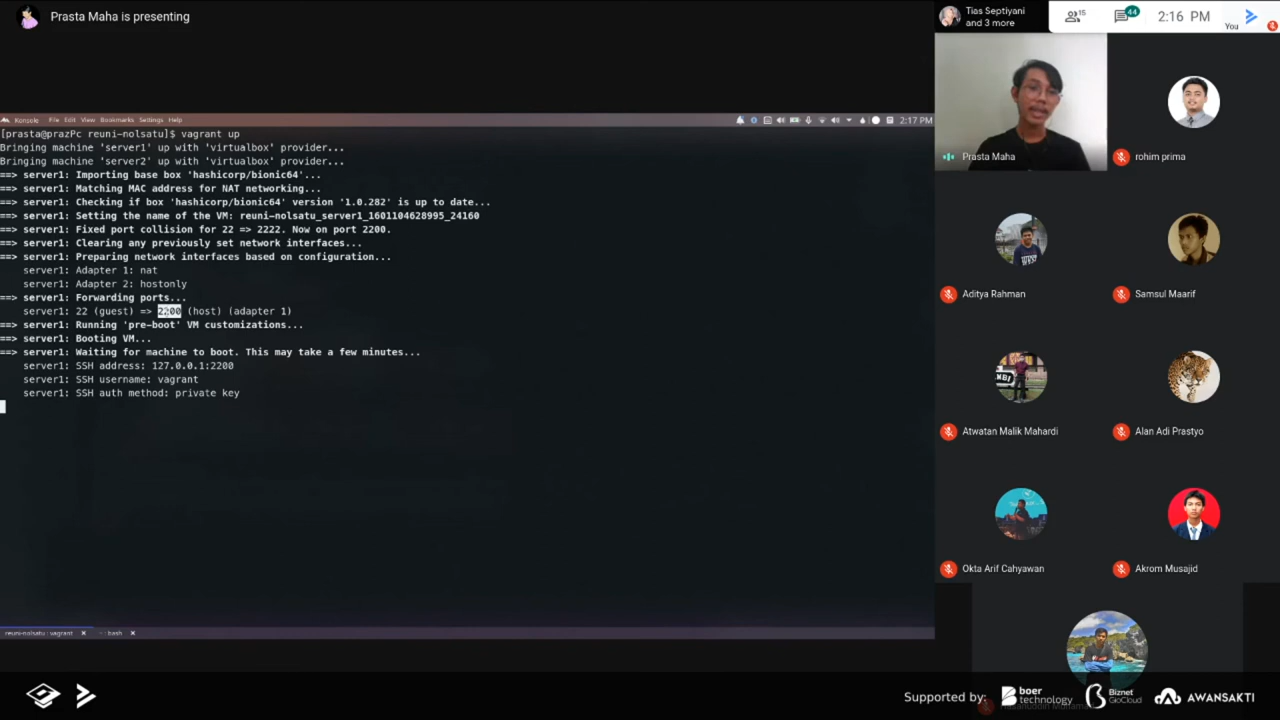 Prasta Maha is presenting
Tias Septiyani
and 3 more
15
44
2:16 PM
You
Konsole File Edit View Bookmarks Settings Help
2:17 PM
[prasta@prazPc reuni-nolsatu]$ vagrant up
Bringing machine 'server1' up with 'virtualbox' provider...
Bringing machine 'server2' up with 'virtualbox' provider...
==> server1: Importing base box 'hashicorp/bionic64'...
==> server1: Matching MAC address for NAT networking...
==> server1: Checking if box 'hashicorp/bionic64' version '1.0.282' is up to date...
==> server1: Setting the name of the VM: reuni-nolsatu_server1_1601104628995_24160
==> server1: Fixed port collision for 22 => 2222. Now on port 2200.
==> server1: Clearing any previously set network interfaces...
==> server1: Preparing network interfaces based on configuration...
server1: Adapter 1: nat
server1: Adapter 2: hostonly
==> server1: Forwarding ports...
server1: 22 (guest) => 2200 (host) (adapter 1)
==> server1: Running 'pre-boot' VM customizations...
==> server1: Booting VM...
==> server1: Waiting for machine to boot. This may take a few minutes...
server1: SSH address: 127.0.0.1:2200
server1: SSH username: vagrant
server1: SSH auth method: private key
reuni-nolsatu : vagrant
~ : bash
Prasta Maha
rohim prima
Aditya Rahman
Samsul Maarif
Atwatan Malik Mahardi
Alan Adi Prastyo
Okta Arif Cahyawan
Akrom Musajid
Supported by:
boer
technology
Biznet
GioCloud
AWANSAKTI